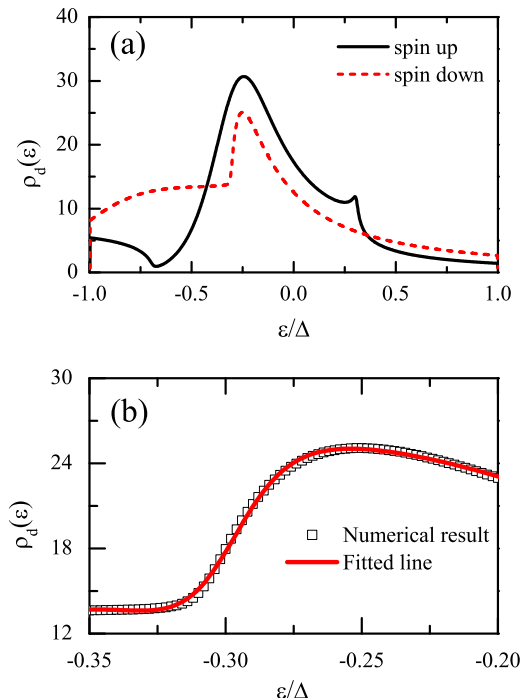 40
(a)
spin up
spin down
30
20
10
0
ρd(ε)
-1.0 -0.5 0.0 0.5 1.0
ε/Δ
30
(b)
24
18
12
ρd(ε)
Numerical result
Fitted line
-0.35 -0.30 -0.25 -0.20
ε/Δ